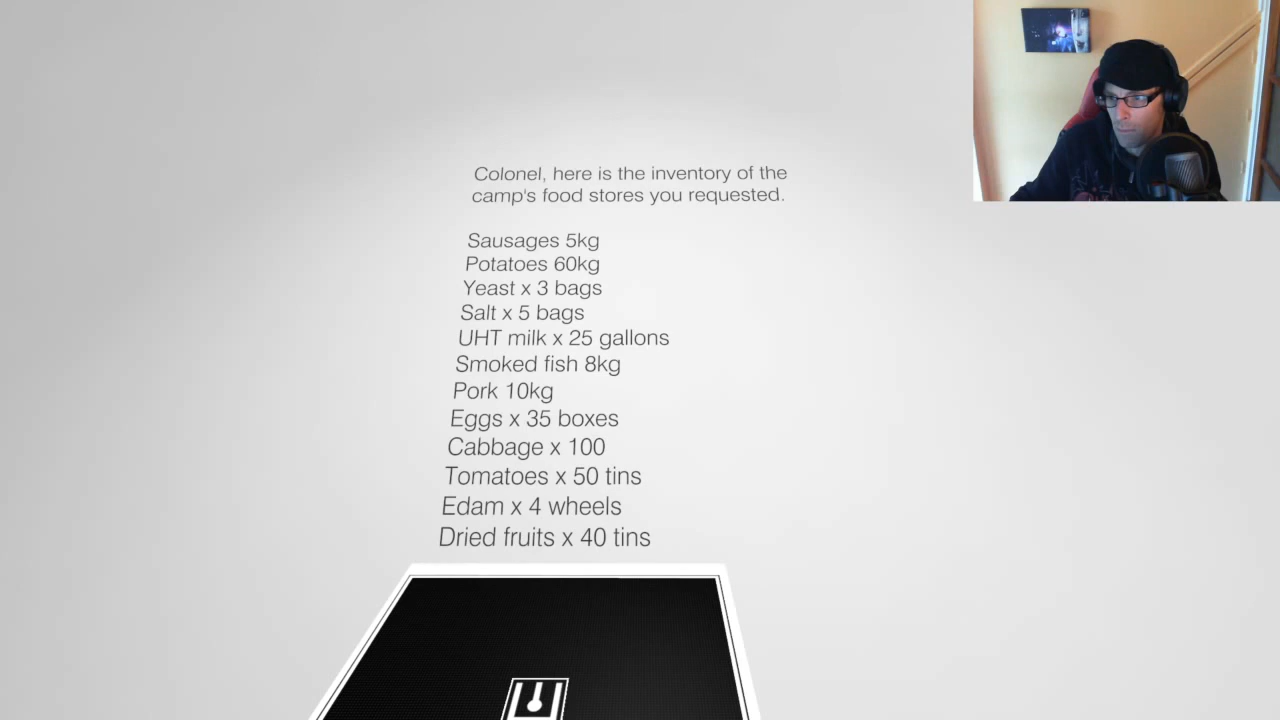 Colonel, here is the inventory of the
camp's food stores you requested.
Sausages 5kg
Potatoes 60kg
Yeast x 3 bags
Salt x 5 bags
UHT milk x 25 gallons
Smoked fish 8kg
Pork 10kg
Eggs x 35 boxes
Cabbage x 100
Tomatoes x 50 tins
Edam x 4 wheels
Dried fruits x 40 tins